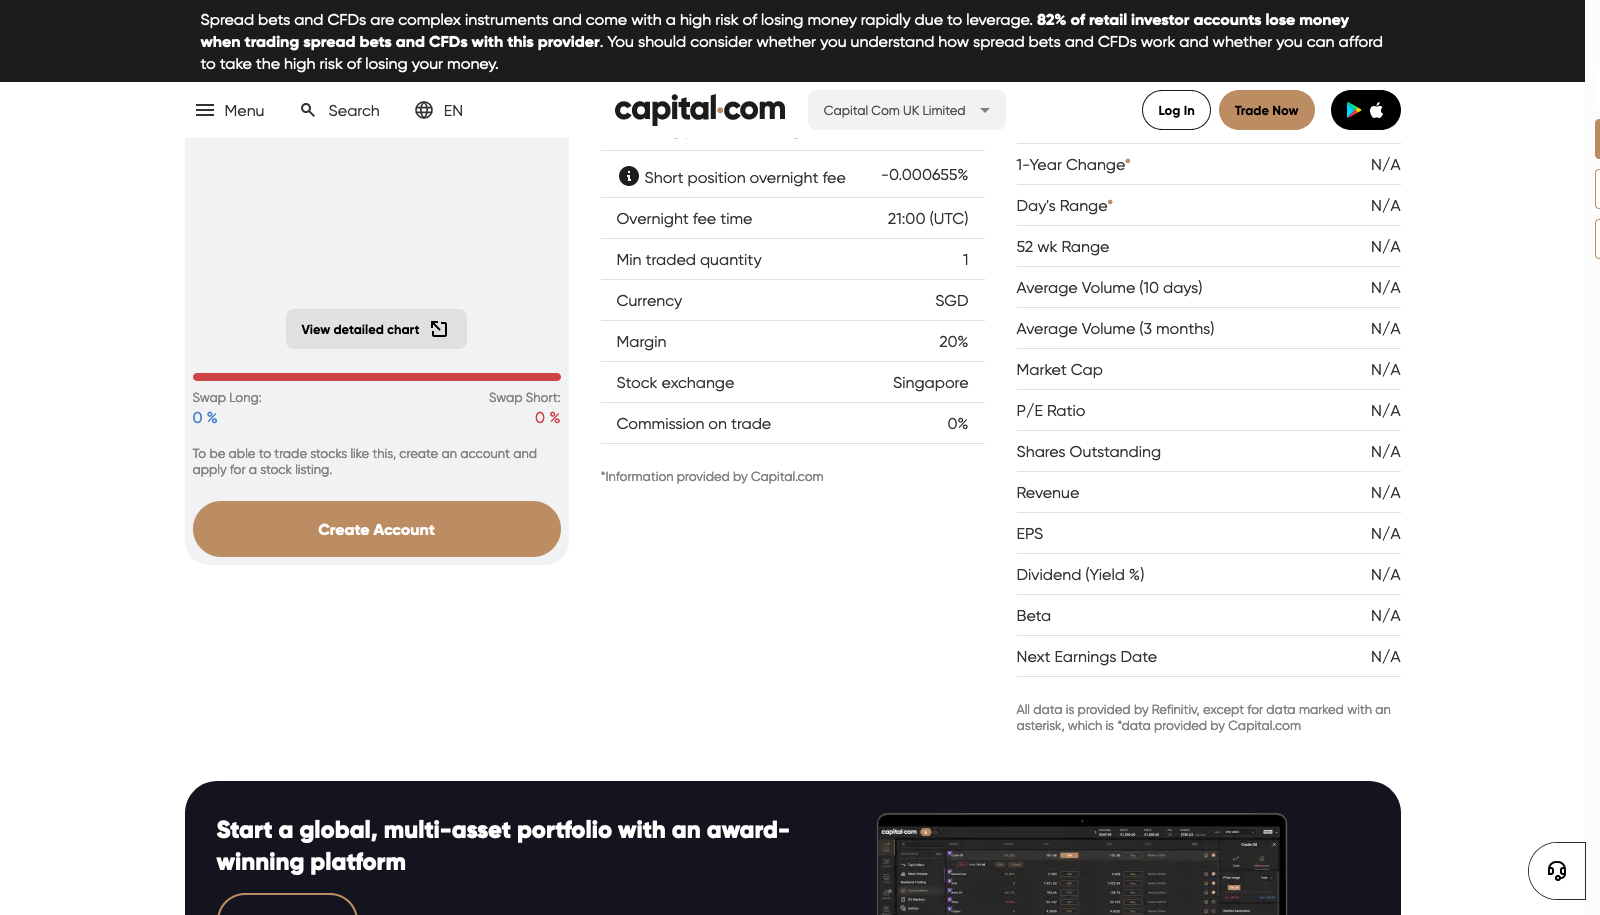 Spread bets and CFDs are complex instruments and come with a high risk of losing money rapidly due to leverage. 82% of retail investor accounts lose money
when trading spread bets and CFDs with this provider. You should consider whether you understand how spread bets and CFDs work and whether you can afford
to take the high risk of losing your money.
Menu
Search
EN
capital.com
Capital Com UK Limited
Log In
Trade Now
View detailed chart
Swap Long:
Swap Short:
0 %
0 %
To be able to trade stocks like this, create an account and
apply for a stock listing.
Create Account
Short position overnight fee -0.000655%
Overnight fee time 21:00 (UTC)
Min traded quantity 1
Currency SGD
Margin 20%
Stock exchange Singapore
Commission on trade 0%
*Information provided by Capital.com
1-Year Change* N/A
Day's Range* N/A
52 wk Range N/A
Average Volume (10 days) N/A
Average Volume (3 months) N/A
Market Cap N/A
P/E Ratio N/A
Shares Outstanding N/A
Revenue N/A
EPS N/A
Dividend (Yield %) N/A
Beta N/A
Next Earnings Date N/A
All data is provided by Refinitiv, except for data marked with an
asterisk, which is *data provided by Capital.com
Start a global, multi-asset portfolio with an award-
winning platform
capital.com